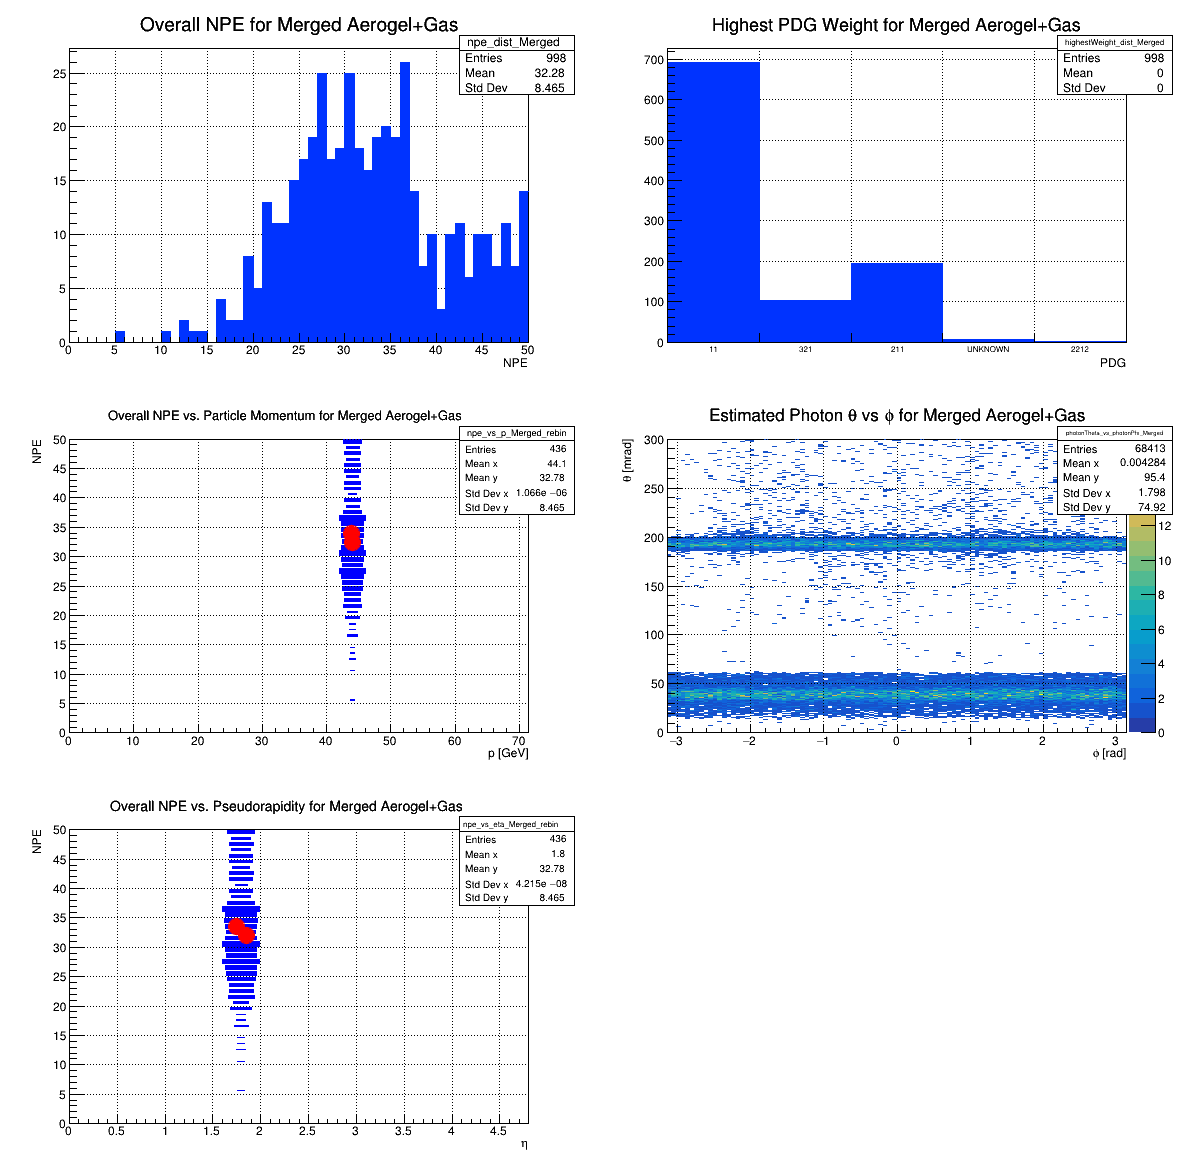 Overall NPE for Merged Aerogel+Gas
npe_dist_Merged
Entries 998
Mean 32.28
Std Dev 8.465
25
20
15
10
5
0
0 5 10 15 20 25 30 35 40 45 50
NPE
Highest PDG Weight for Merged Aerogel+Gas
highestWeight_dist_Merged
Entries 998
Mean 0
Std Dev 0
700
600
500
400
300
200
100
0
11 321 211 UNKNOWN 2212
PDG
Overall NPE vs. Particle Momentum for Merged Aerogel+Gas
npe_vs_p_Merged_rebin
Entries 436
Mean x 44.1
Mean y 32.78
Std Dev x 1.066e −06
Std Dev y 8.465
NPE
50
45
40
35
30
25
20
15
10
5
0
0 10 20 30 40 50 60 70
p [GeV]
Estimated Photon θ vs ϕ for Merged Aerogel+Gas
photonTheta_vs_photonPhi_Merged
Entries 68413
Mean x 0.004284
Mean y 95.4
Std Dev x 1.798
Std Dev y 74.92
θ [mrad]
300
250
200
150
100
50
0
−3 −2 −1 0 1 2 3
ϕ [rad]
12
10
8
6
4
2
0
Overall NPE vs. Pseudorapidity for Merged Aerogel+Gas
npe_vs_eta_Merged_rebin
Entries 436
Mean x 1.8
Mean y 32.78
Std Dev x 4.215e −08
Std Dev y 8.465
NPE
50
45
40
35
30
25
20
15
10
5
0
0 0.5 1 1.5 2 2.5 3 3.5 4 4.5
η